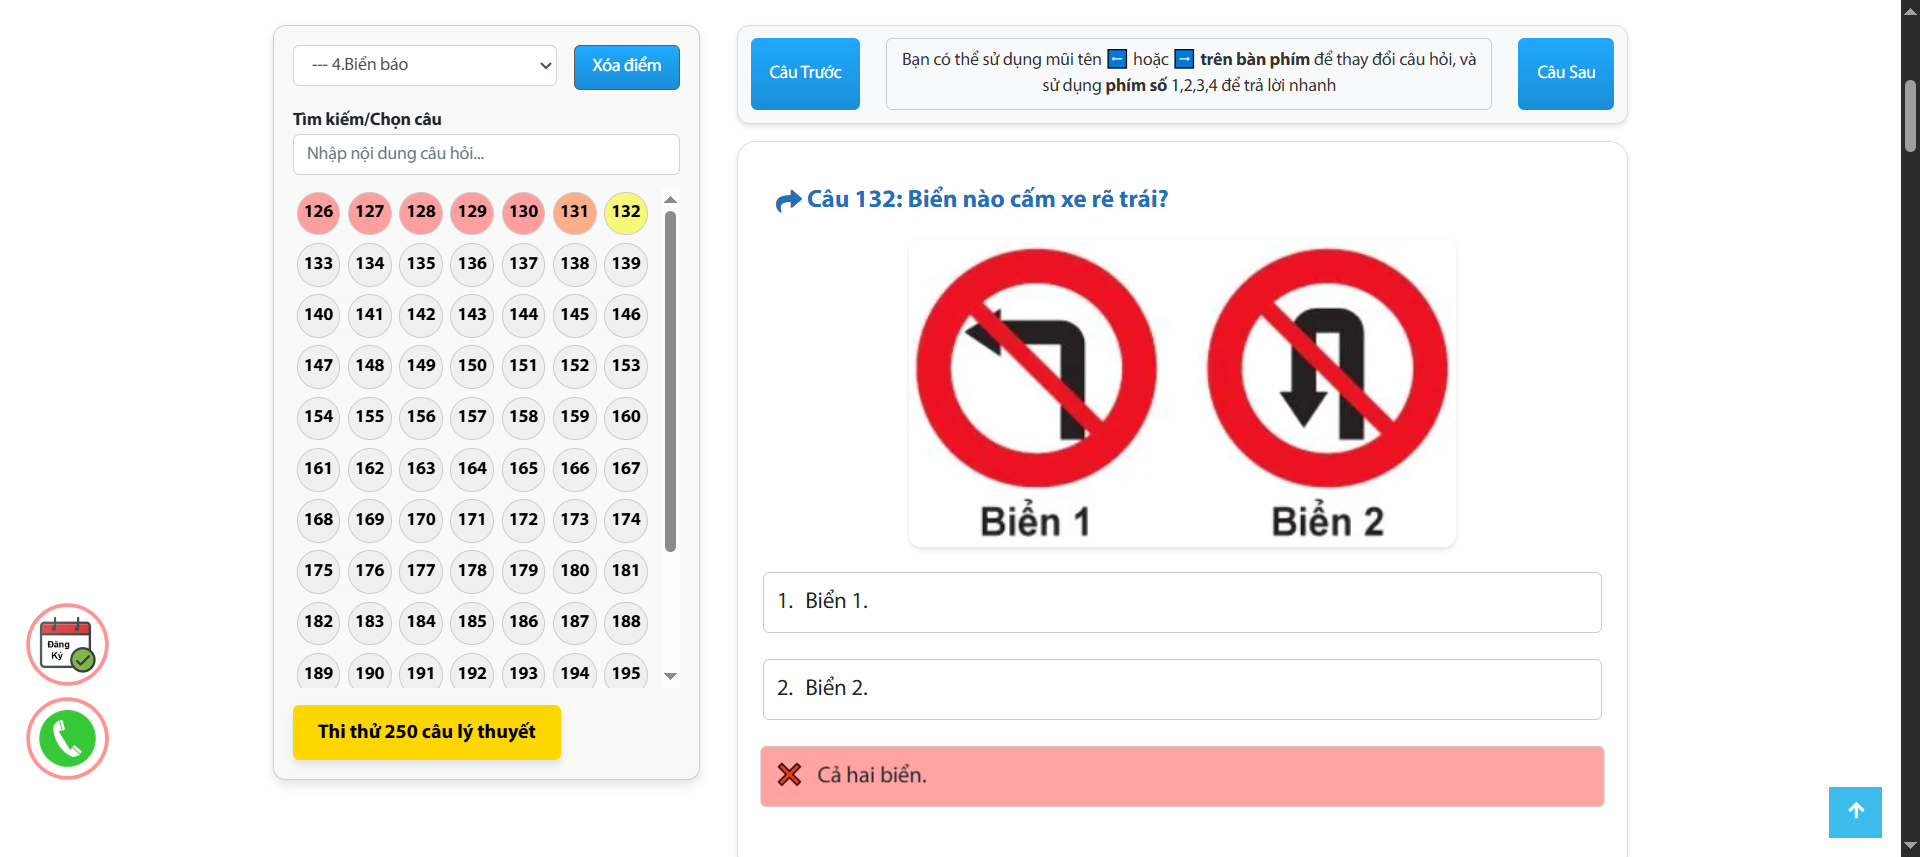 --- 4.Biển báo
Xóa điểm
Tìm kiếm/Chọn câu
Nhập nội dung câu hỏi...
126 127 128 129 130 131 132
133 134 135 136 137 138 139
140 141 142 143 144 145 146
147 148 149 150 151 152 153
154 155 156 157 158 159 160
161 162 163 164 165 166 167
168 169 170 171 172 173 174
175 176 177 178 179 180 181
182 183 184 185 186 187 188
189 190 191 192 193 194 195
Thi thử 250 câu lý thuyết
Đăng
Ký
Câu Trước
Bạn có thể sử dụng mũi tên ← hoặc → trên bàn phím để thay đổi câu hỏi, và
sử dụng phím số 1,2,3,4 để trả lời nhanh
Câu Sau
Câu 132: Biển nào cấm xe rẽ trái?
Biển 1
Biển 2
1. Biển 1.
2. Biển 2.
Cả hai biển.